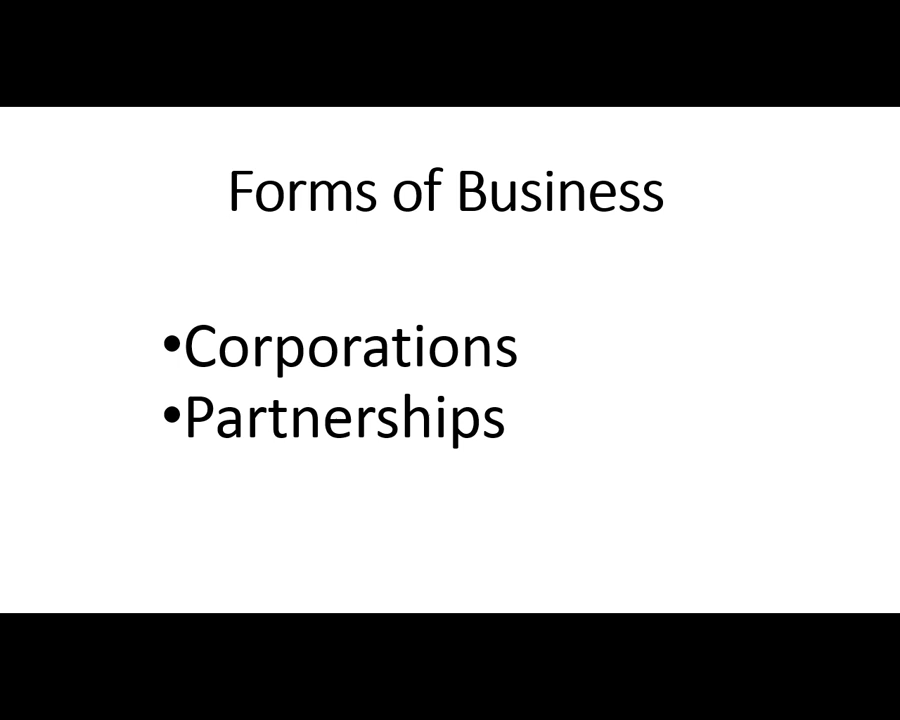 Forms of Business
•Corporations
•Partnerships